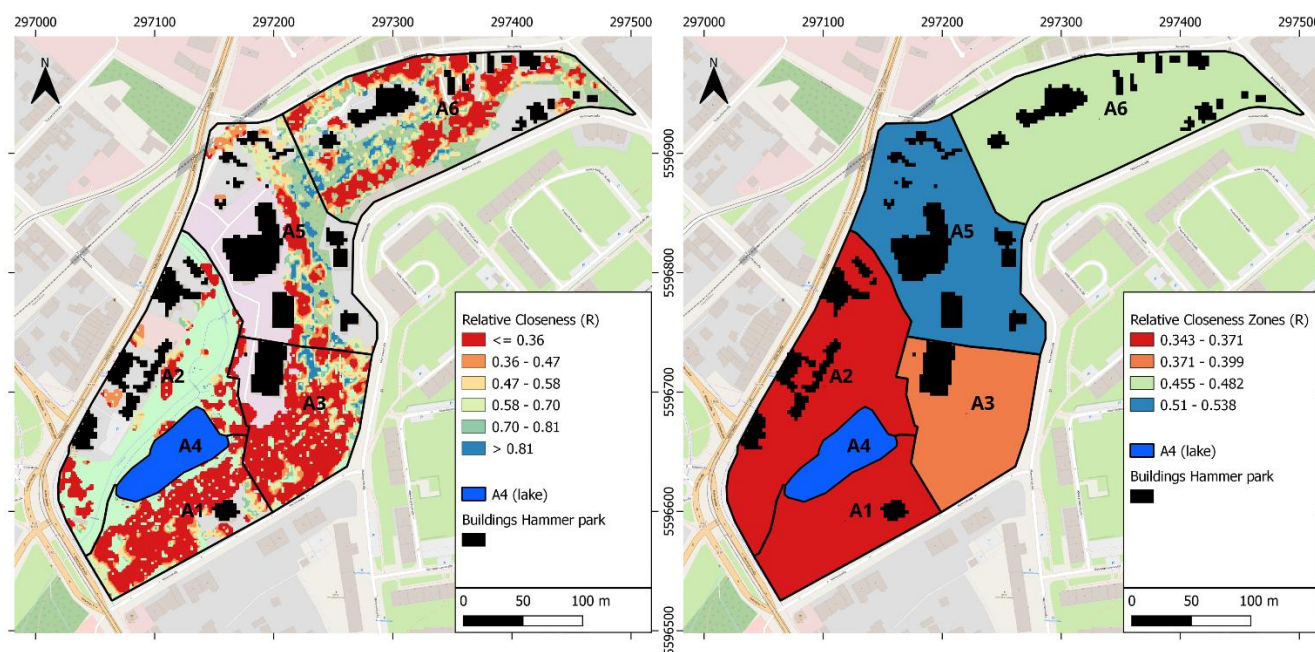 297000 297100 297200 297300 297400 297500
N
A6
A5
A2
A3
A4
A1
Relative Closeness (R)
<= 0.36
0.36 - 0.47
0.47 - 0.58
0.58 - 0.70
0.70 - 0.81
> 0.81
A4 (lake)
Buildings Hammer park
0 50 100 m
5596900
5596800
5596700
5596600
5596500
297000 297100 297200 297300 297400 297500
N
A6
A5
A2
A3
A4
A1
Relative Closeness Zones (R)
0.343 - 0.371
0.371 - 0.399
0.455 - 0.482
0.51 - 0.538
A4 (lake)
Buildings Hammer park
0 50 100 m